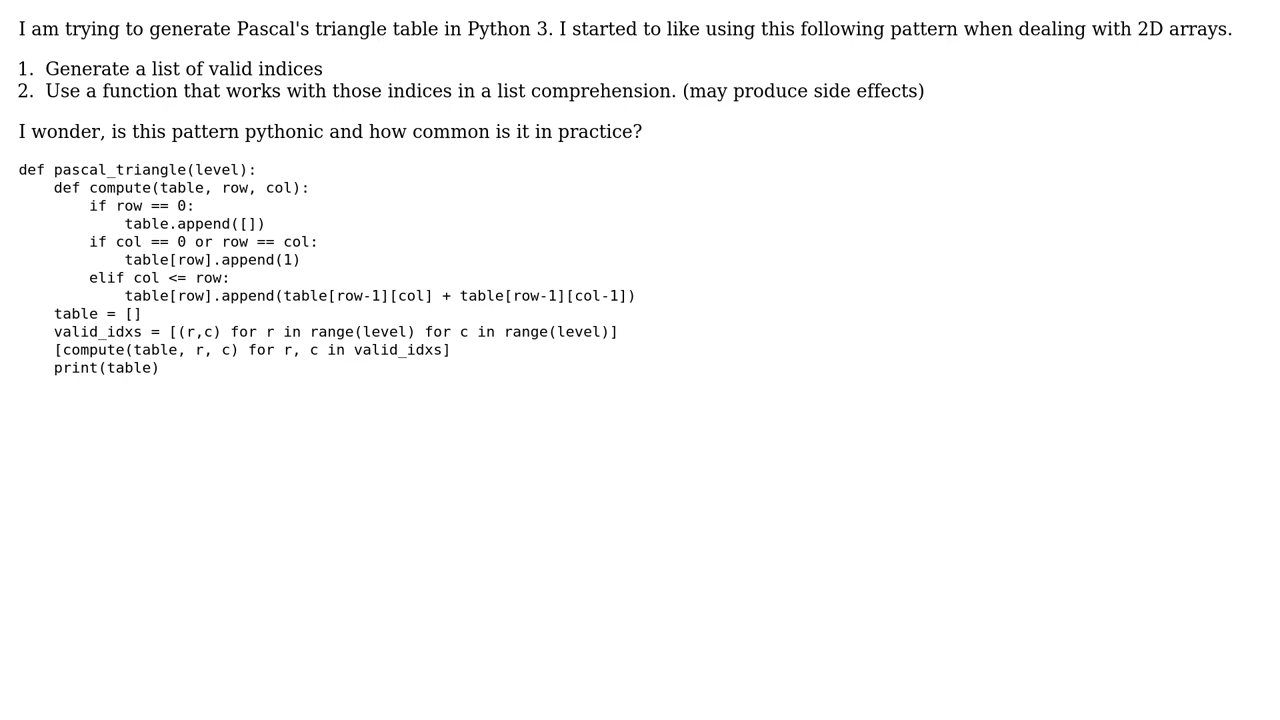 I am trying to generate Pascal's triangle table in Python 3. I started to like using this following pattern when dealing with 2D arrays.
1. Generate a list of valid indices
2. Use a function that works with those indices in a list comprehension. (may produce side effects)
I wonder, is this pattern pythonic and how common is it in practice?
def pascal_triangle(level):
    def compute(table, row, col):
        if row == 0:
            table.append([])
        if col == 0 or row == col:
            table[row].append(1)
        elif col <= row:
            table[row].append(table[row-1][col] + table[row-1][col-1])
    table = []
    valid_idxs = [(r,c) for r in range(level) for c in range(level)]
    [compute(table, r, c) for r, c in valid_idxs]
    print(table)